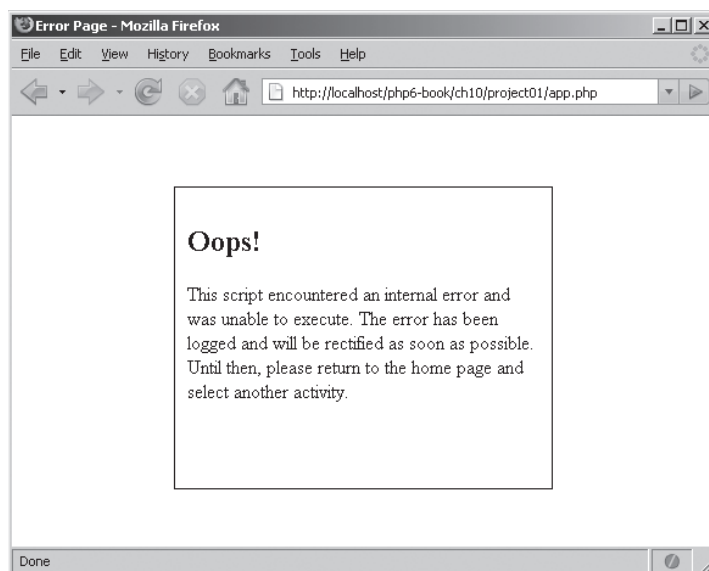 Error Page - Mozilla Firefox
File Edit View History Bookmarks Tools Help
http://localhost/php6-book/ch10/project01/app.php
Oops!
This script encountered an internal error and
was unable to execute. The error has been
logged and will be rectified as soon as possible.
Until then, please return to the home page and
select another activity.
Done